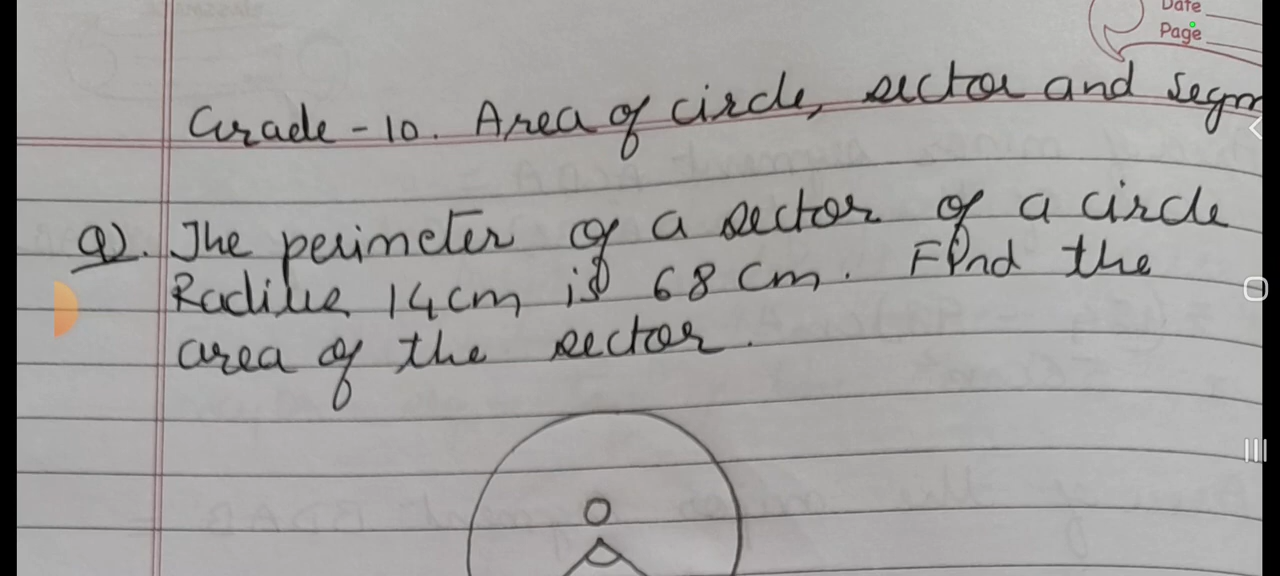 Date
Page
Grade - 10. Area of circle, sector and segm
Q). The perimeter of a sector of a circle
Radius 14cm is 68 cm. Find the
area of the sector.
O